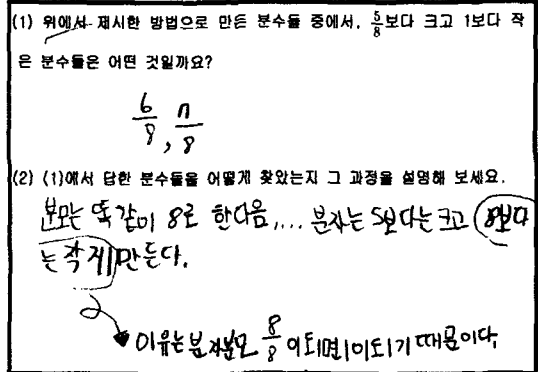 (1) 위에서 제시한 방법으로 만든 분수들 중에서, 5/8보다 크고 1보다 작
은 분수들은 어떤 것일까요?
6/8, 7/8
(2) (1)에서 답한 분수들을 어떻게 찾았는지 그 과정을 설명해 보세요.
분모는 똑같이 8로 한다음,... 분자는 5보다는 크고 8보다
는 작게 만든다.
이유는 8/8 이되면 1이되기 때문이다.